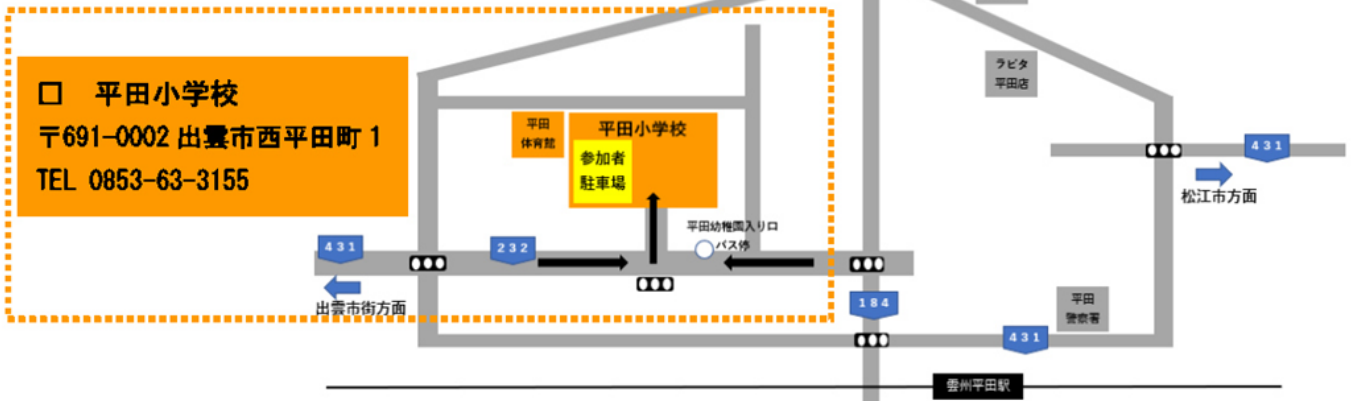 □ 平田小学校
〒691-0002 出雲市西平田町 1
TEL 0853-63-3155
平田
体育館
平田小学校
参加者
駐車場
平田幼稚園入り口
バス停
431
232
出雲市街方面
184
ラピタ
平田店
431
松江市方面
平田
警察署
431
雲州平田駅